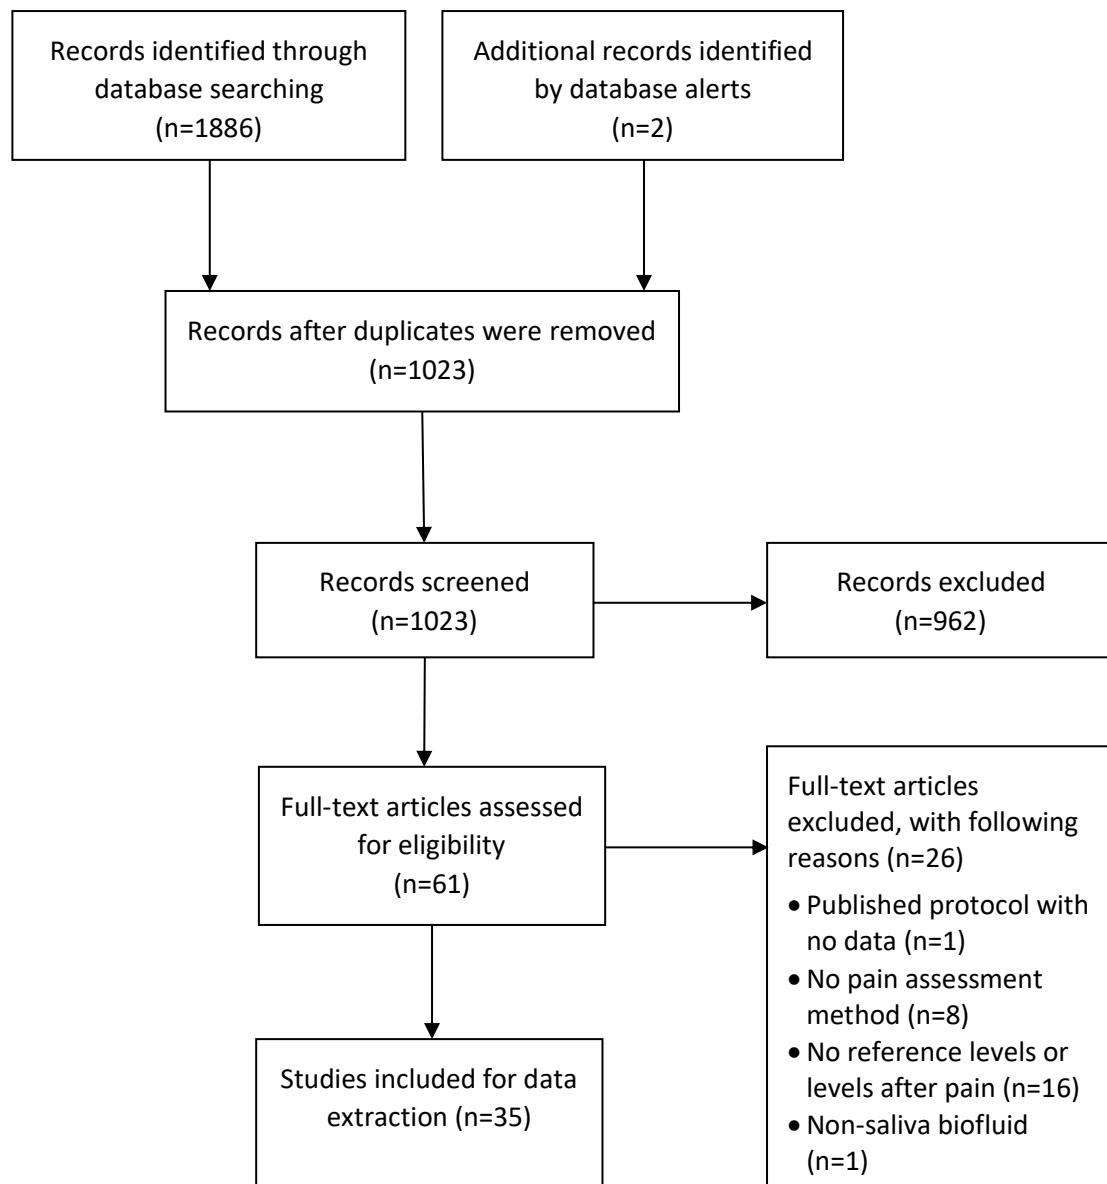 Records identified through
database searching
(n=1886)
Additional records identified
by database alerts
(n=2)
Records after duplicates were removed
(n=1023)
Records screened
(n=1023)
Records excluded
(n=962)
Full-text articles assessed
for eligibility
(n=61)
Full-text articles
excluded, with following
reasons (n=26)
• Published protocol with
no data (n=1)
• No pain assessment
method (n=8)
• No reference levels or
levels after pain (n=16)
• Non-saliva biofluid
(n=1)
Studies included for data
extraction (n=35)